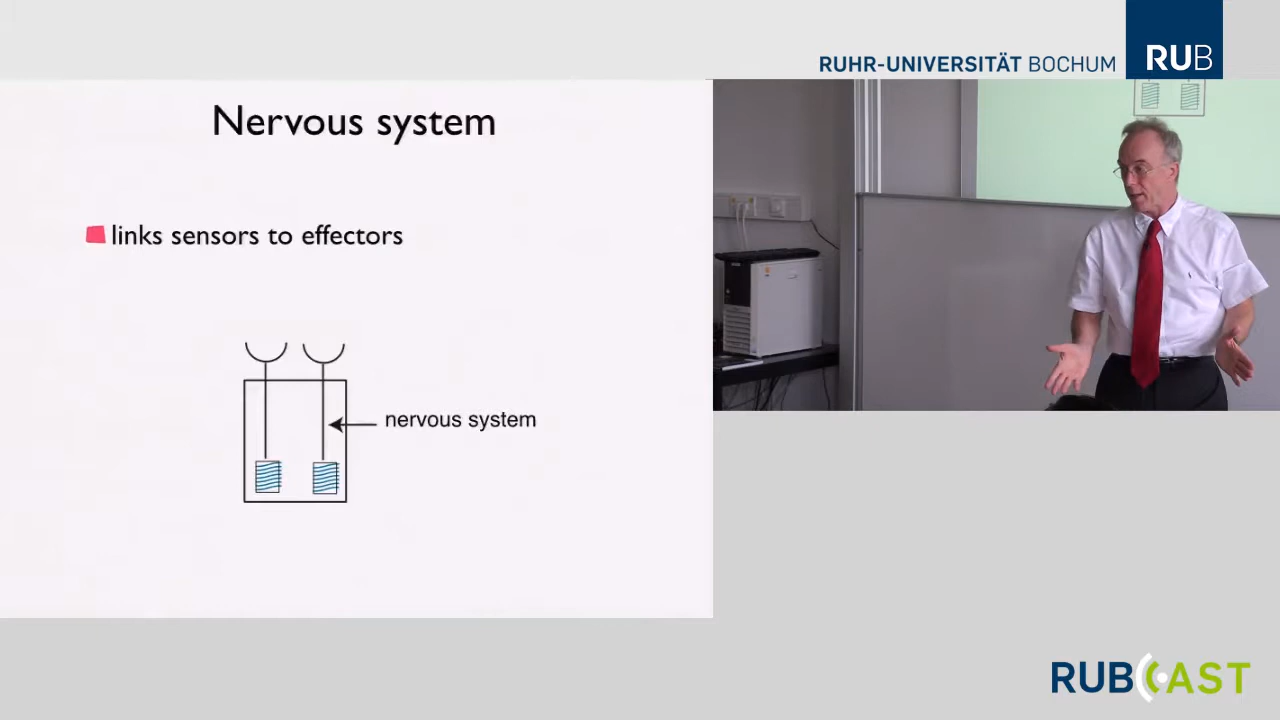 RUHR-UNIVERSITÄT BOCHUM
RUB
Nervous system
links sensors to effectors
nervous system
RUBCAST